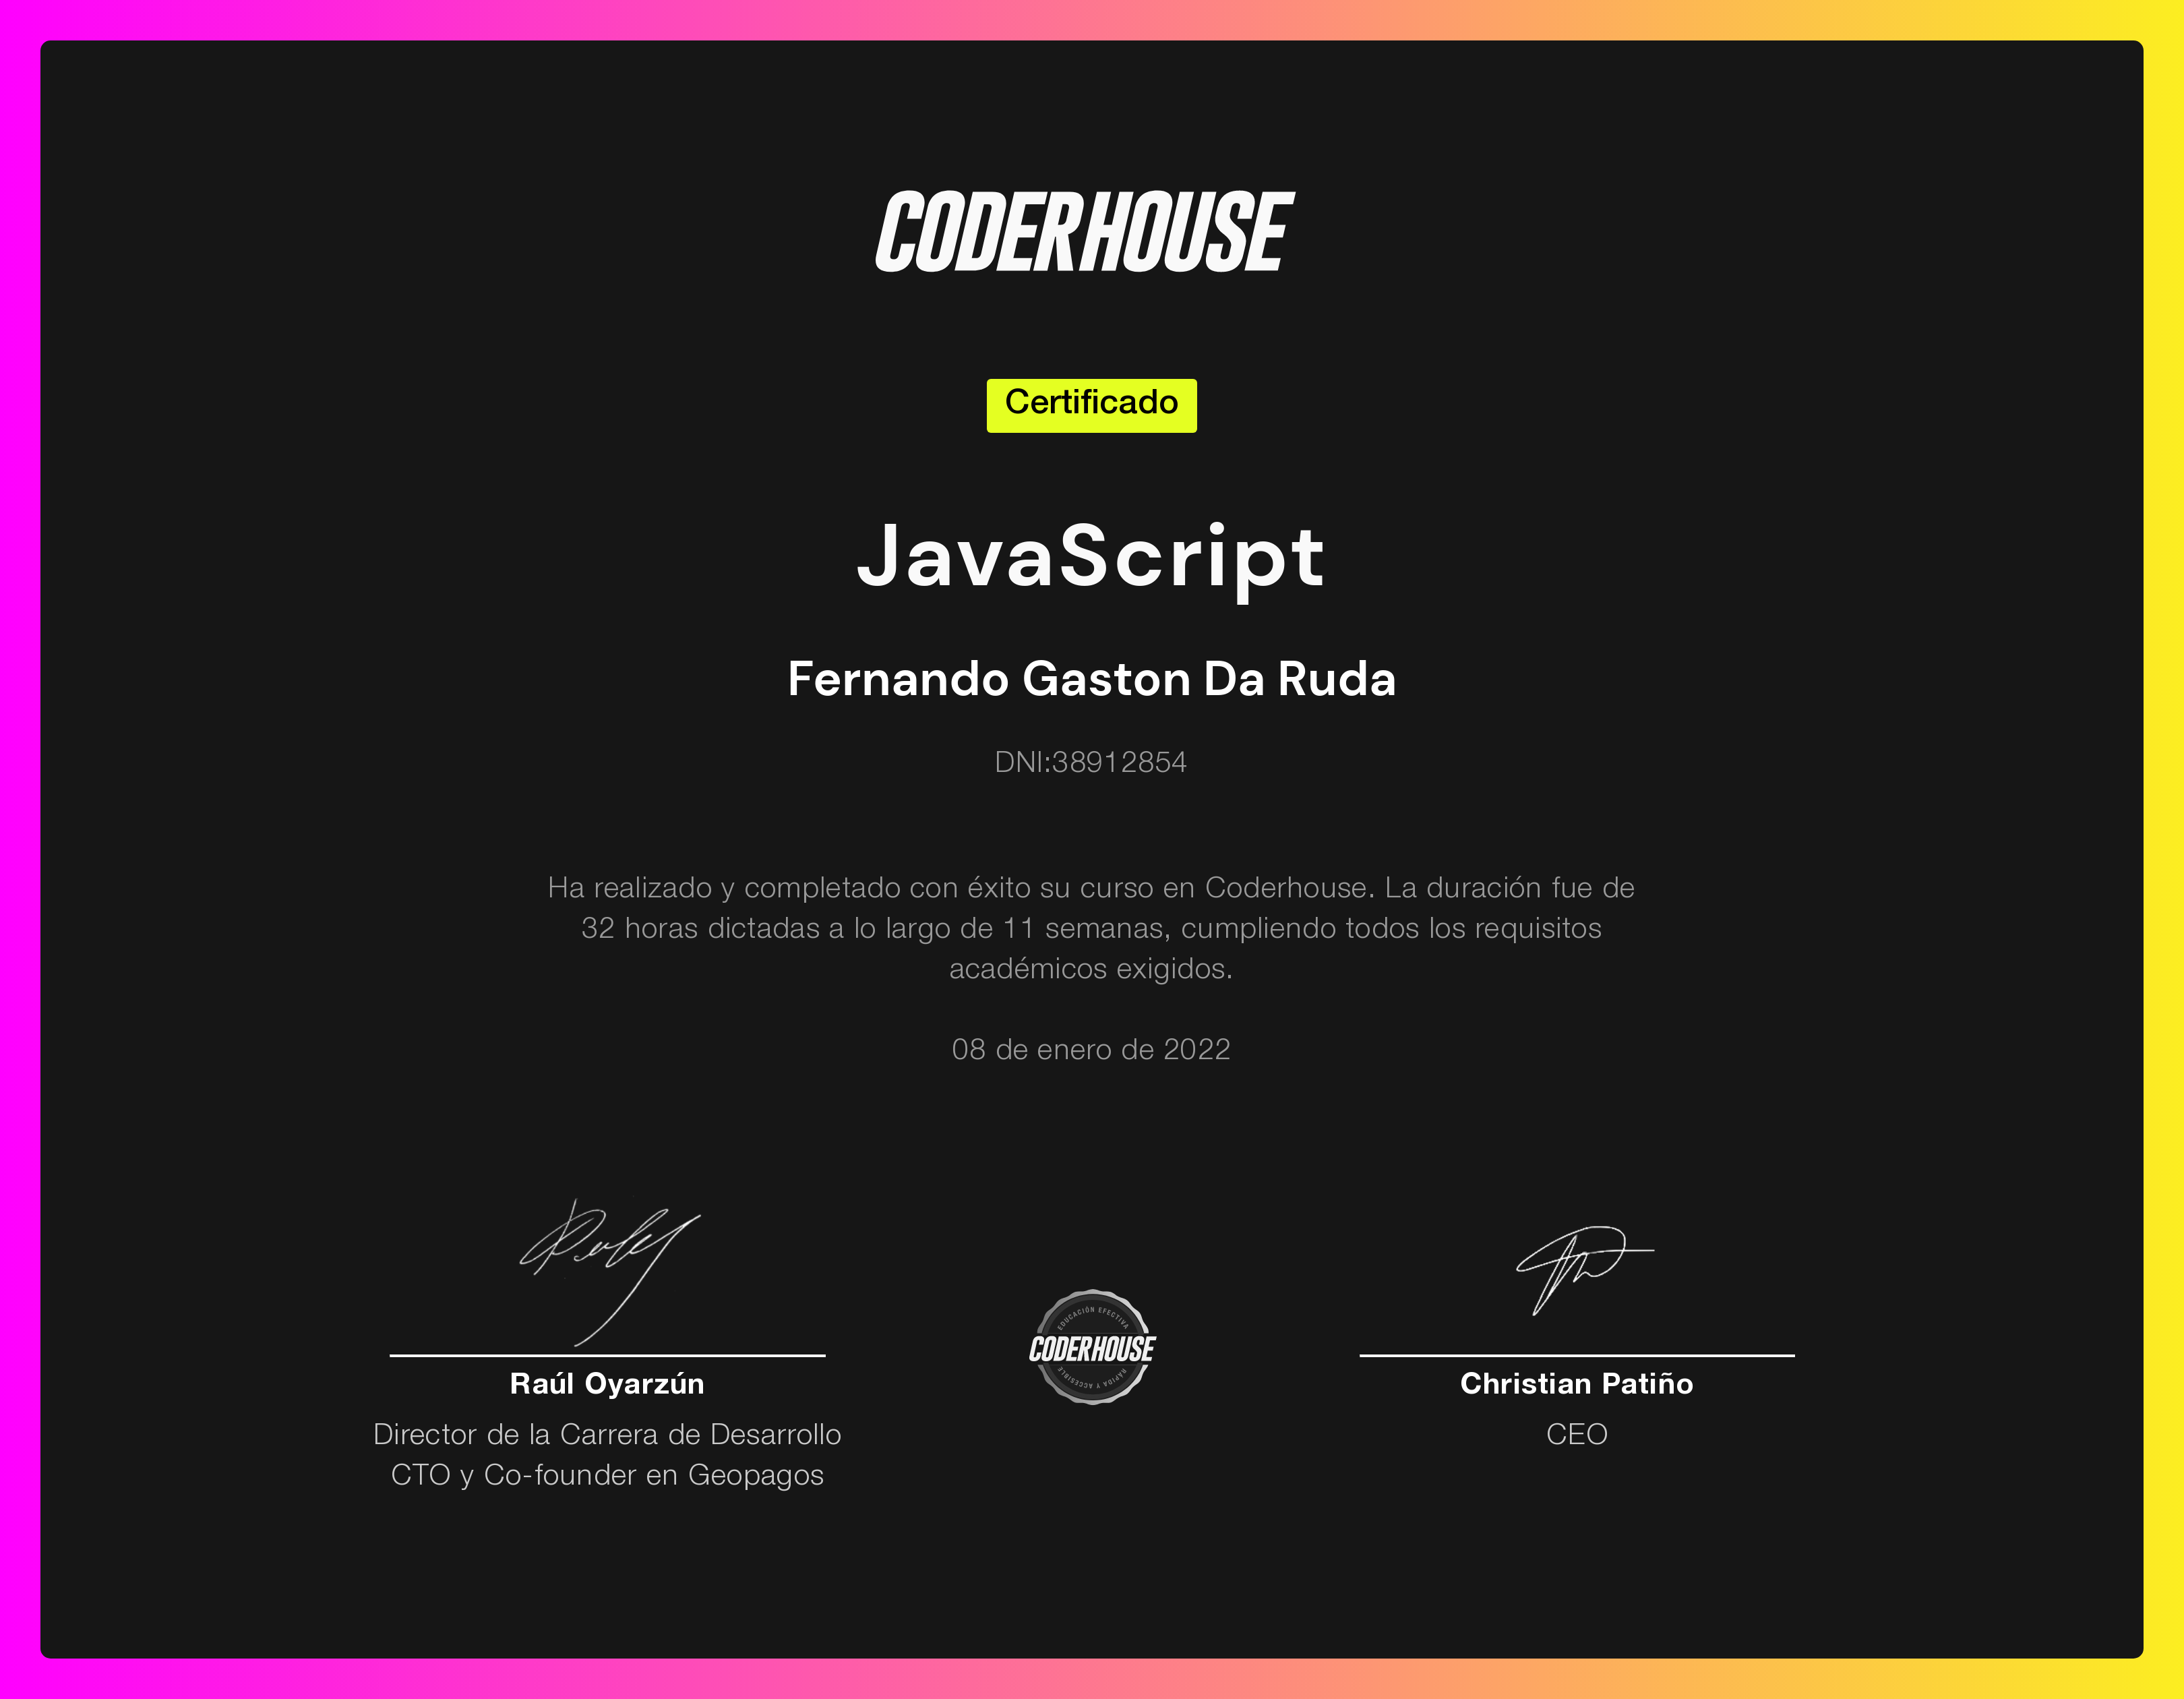 CODERHOUSE
Certificado
JavaScript
Fernando Gaston Da Ruda
DNI:38912854
Ha realizado y completado con éxito su curso en Coderhouse. La duración fue de
32 horas dictadas a lo largo de 11 semanas, cumpliendo todos los requisitos
académicos exigidos.
08 de enero de 2022
Raúl Oyarzún
Director de la Carrera de Desarrollo
CTO y Co-founder en Geopagos
EDUCACIÓN EFECTIVA
CODERHOUSE
RÁPIDA Y ACCESIBLE
Christian Patiño
CEO